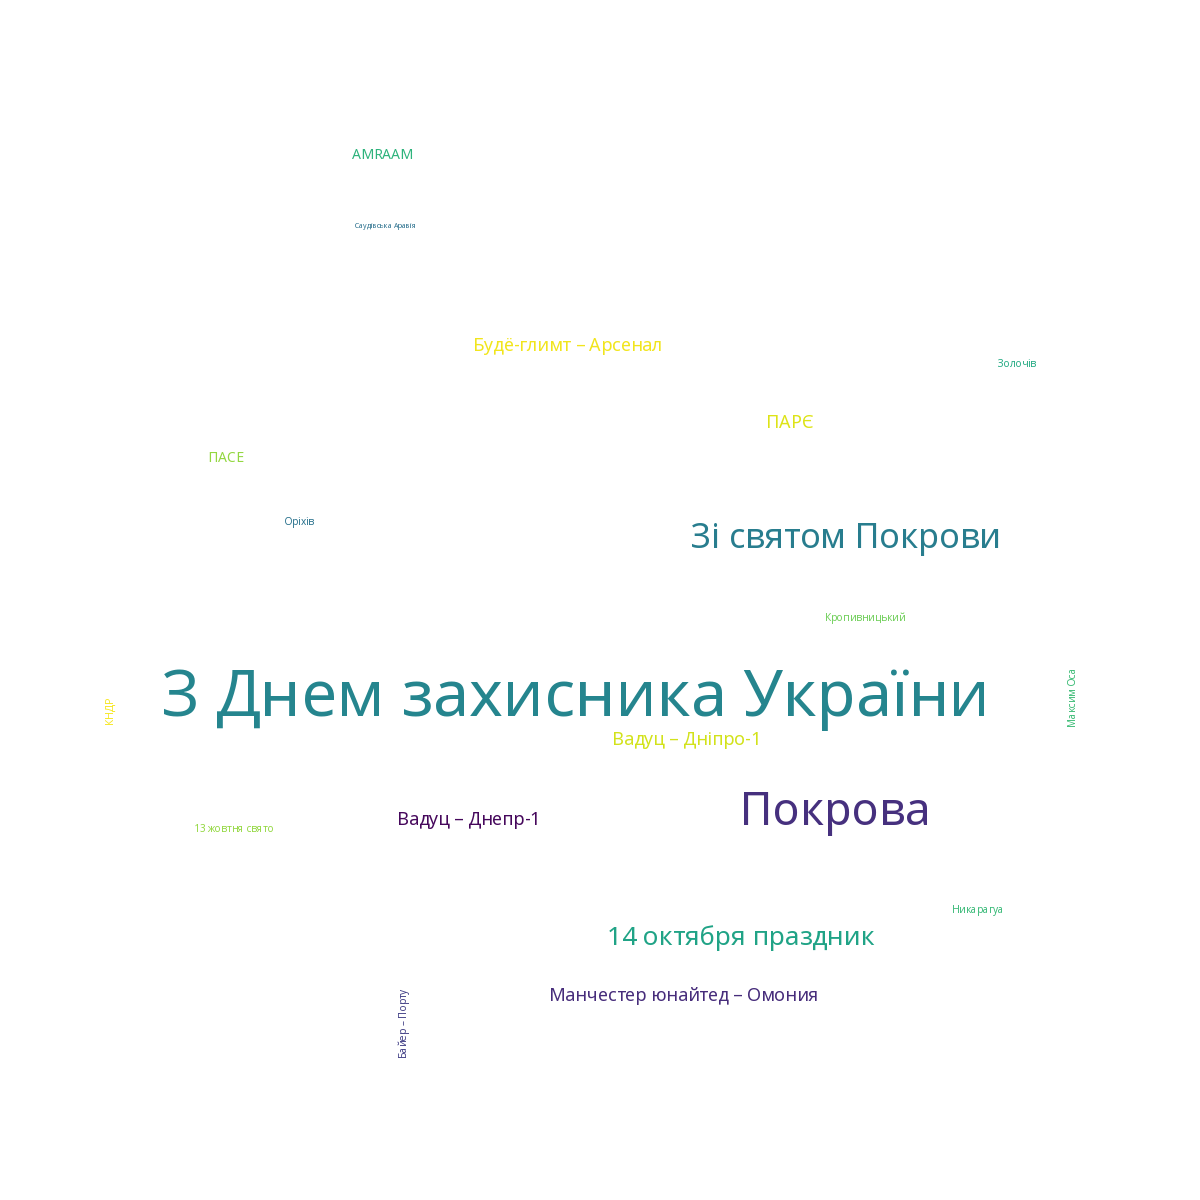 AMRAAM
Саудівська Аравія
Будё-глимт – Арсенал
Золочів
ПАРЄ
ПАСЕ
Оріхів
Зі святом Покрови
Кропивницький
З Днем захисника України
КНДР
Максим Оса
Вадуц – Дніпро-1
Покрова
Вадуц – Днепр-1
13 жовтня свято
Никарагуа
14 октября праздник
Манчестер юнайтед – Омония
Байер – Порту